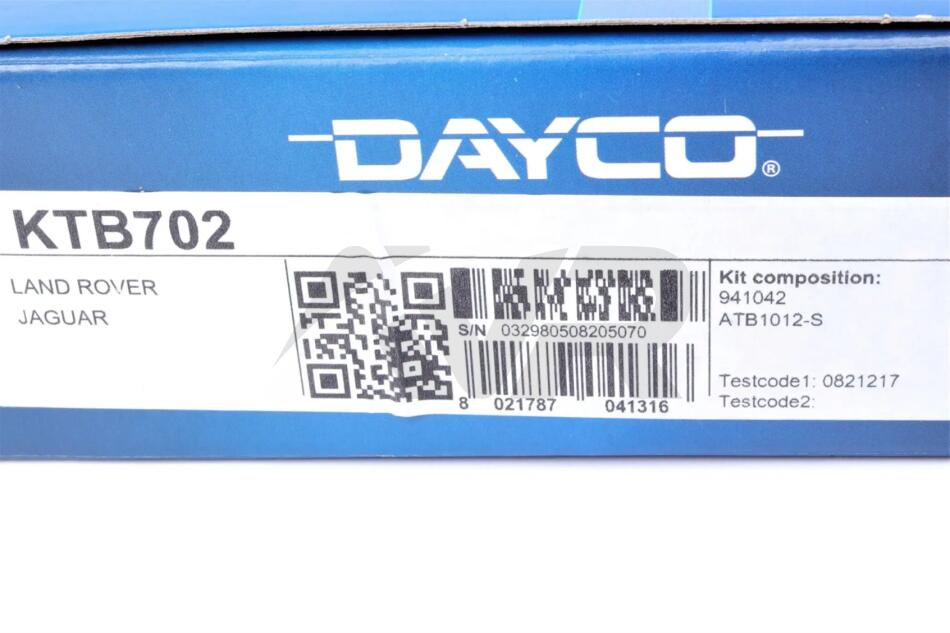 DAYCO®
KTB702
LAND ROVER
JAGUAR
S/N 032980508205070
8 021787 041316
Kit composition:
941042
ATB1012-S
Testcode1: 0821217
Testcode2: